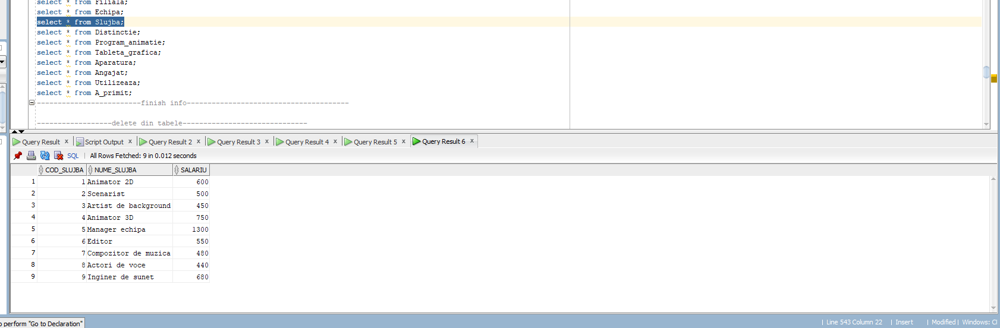 select * from Filiala;
select * from Echipa;
select * from Slujba;
select * from Distinctie;
select * from Program_animatie;
select * from Tableta_grafica;
select * from Aparatura;
select * from Angajat;
select * from Utilizeaza;
select * from A_primit;
-------------------------finish info---------------------------------------
------------------delete din tabele------------------------------
Query Result x Script Output x Query Result 2 x Query Result 3 x Query Result 4 x Query Result 5 x Query Result 6 x
SQL | All Rows Fetched: 9 in 0.012 seconds
COD_SLUJBA NUME_SLUJBA SALARIU
1 1 Animator 2D 600
2 2 Scenarist 500
3 3 Artist de background 450
4 4 Animator 3D 750
5 5 Manager echipa 1300
6 6 Editor 550
7 7 Compozitor de muzica 480
8 8 Actori de voce 440
9 9 Inginer de sunet 680
o perform "Go to Declaration"
| Line 543 Column 22 | Insert | Modified | Windows: Cl